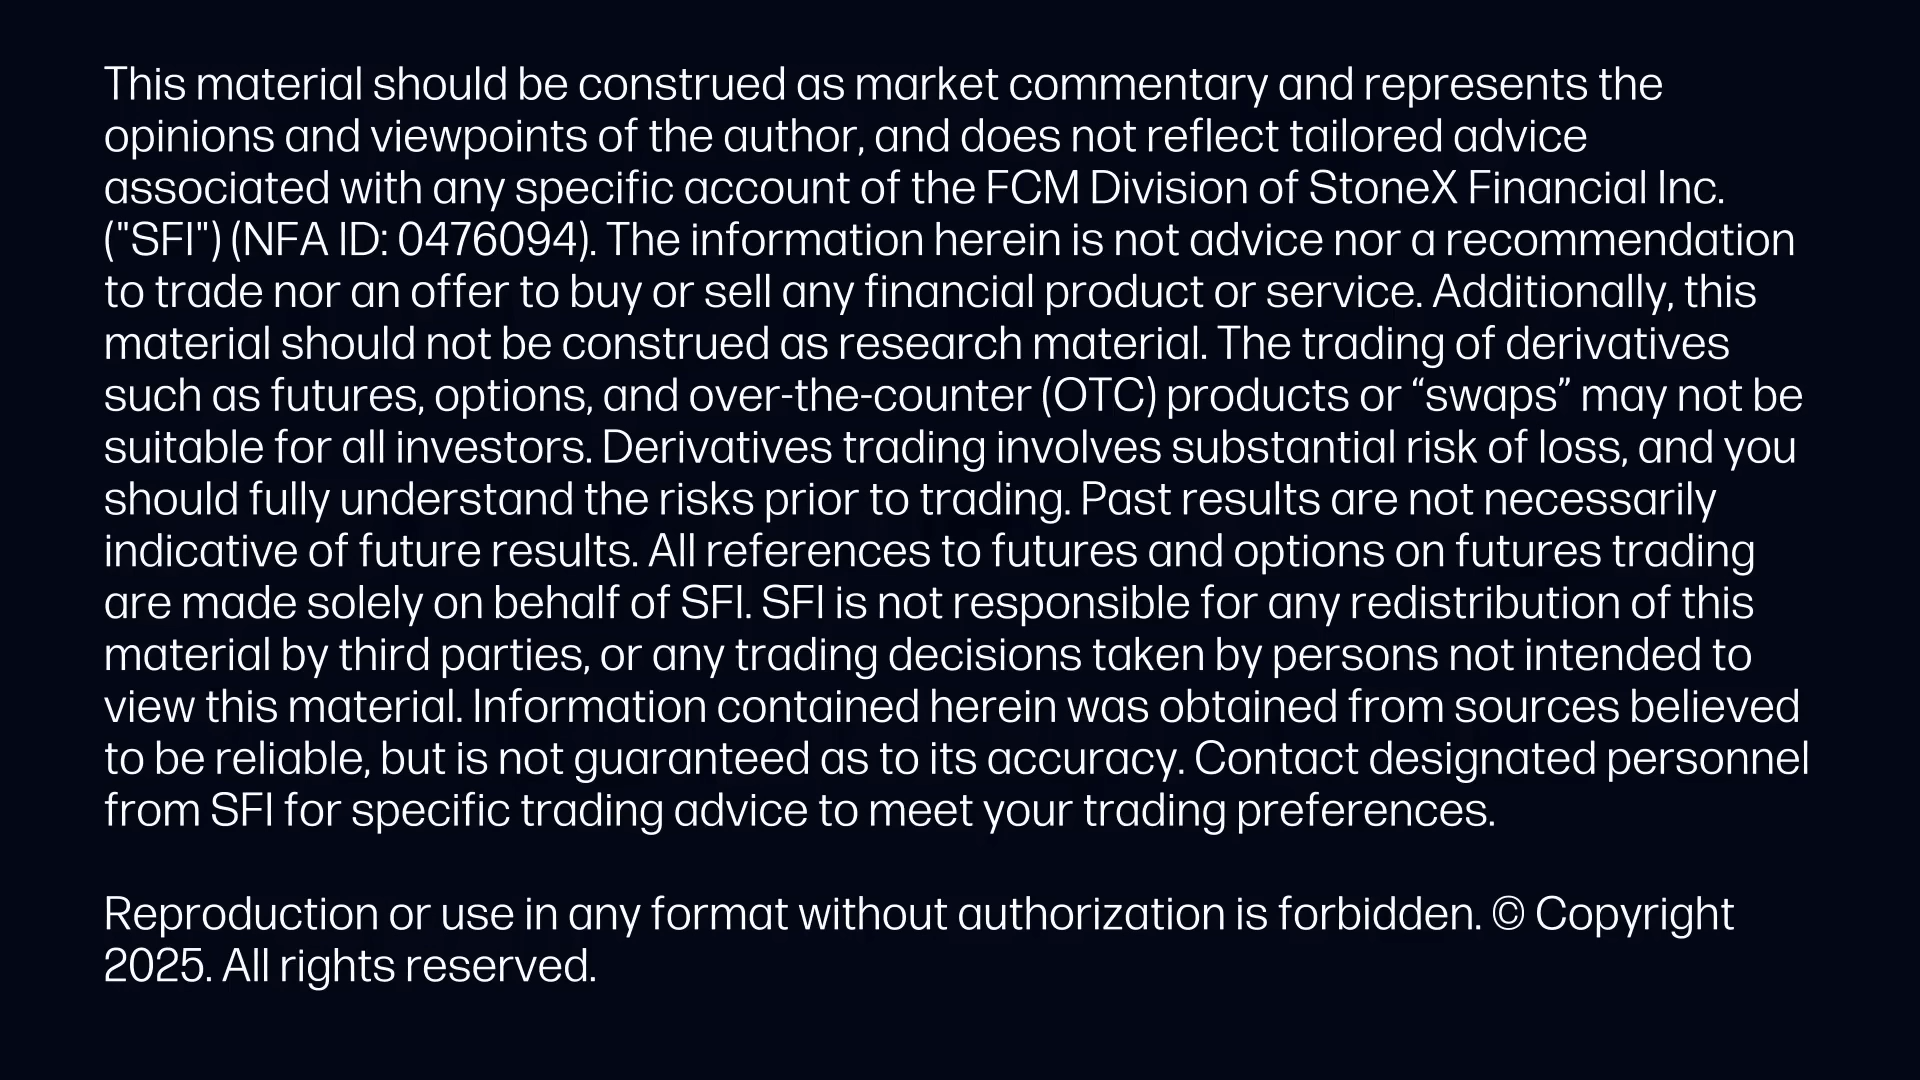 This material should be construed as market commentary and represents the
opinions and viewpoints of the author, and does not reflect tailored advice
associated with any specific account of the FCM Division of StoneX Financial Inc.
("SFI") (NFA ID: 0476094). The information herein is not advice nor a recommendation
to trade nor an offer to buy or sell any financial product or service. Additionally, this
material should not be construed as research material. The trading of derivatives
such as futures, options, and over-the-counter (OTC) products or “swaps” may not be
suitable for all investors. Derivatives trading involves substantial risk of loss, and you
should fully understand the risks prior to trading. Past results are not necessarily
indicative of future results. All references to futures and options on futures trading
are made solely on behalf of SFI. SFI is not responsible for any redistribution of this
material by third parties, or any trading decisions taken by persons not intended to
view this material. Information contained herein was obtained from sources believed
to be reliable, but is not guaranteed as to its accuracy. Contact designated personnel
from SFI for specific trading advice to meet your trading preferences.
Reproduction or use in any format without authorization is forbidden. © Copyright
2025. All rights reserved.